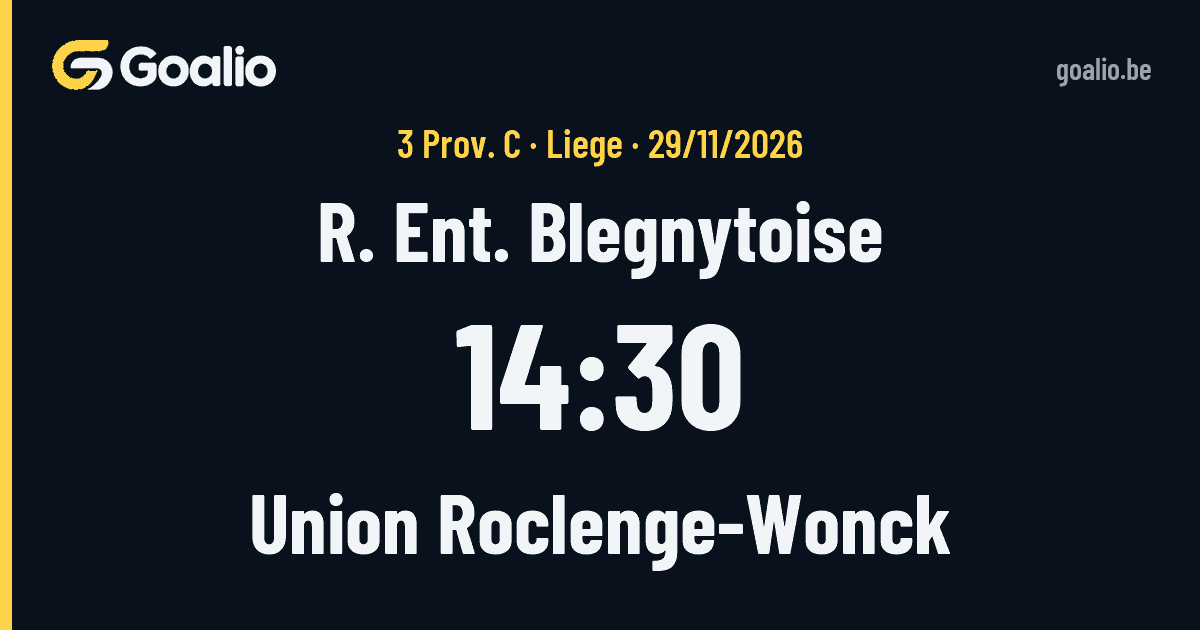 Goalio
goalio.be
3 Prov. C · Liege · 29/11/2026
R. Ent. Blegnytoise
14:30
Union Roclenge-Wonck